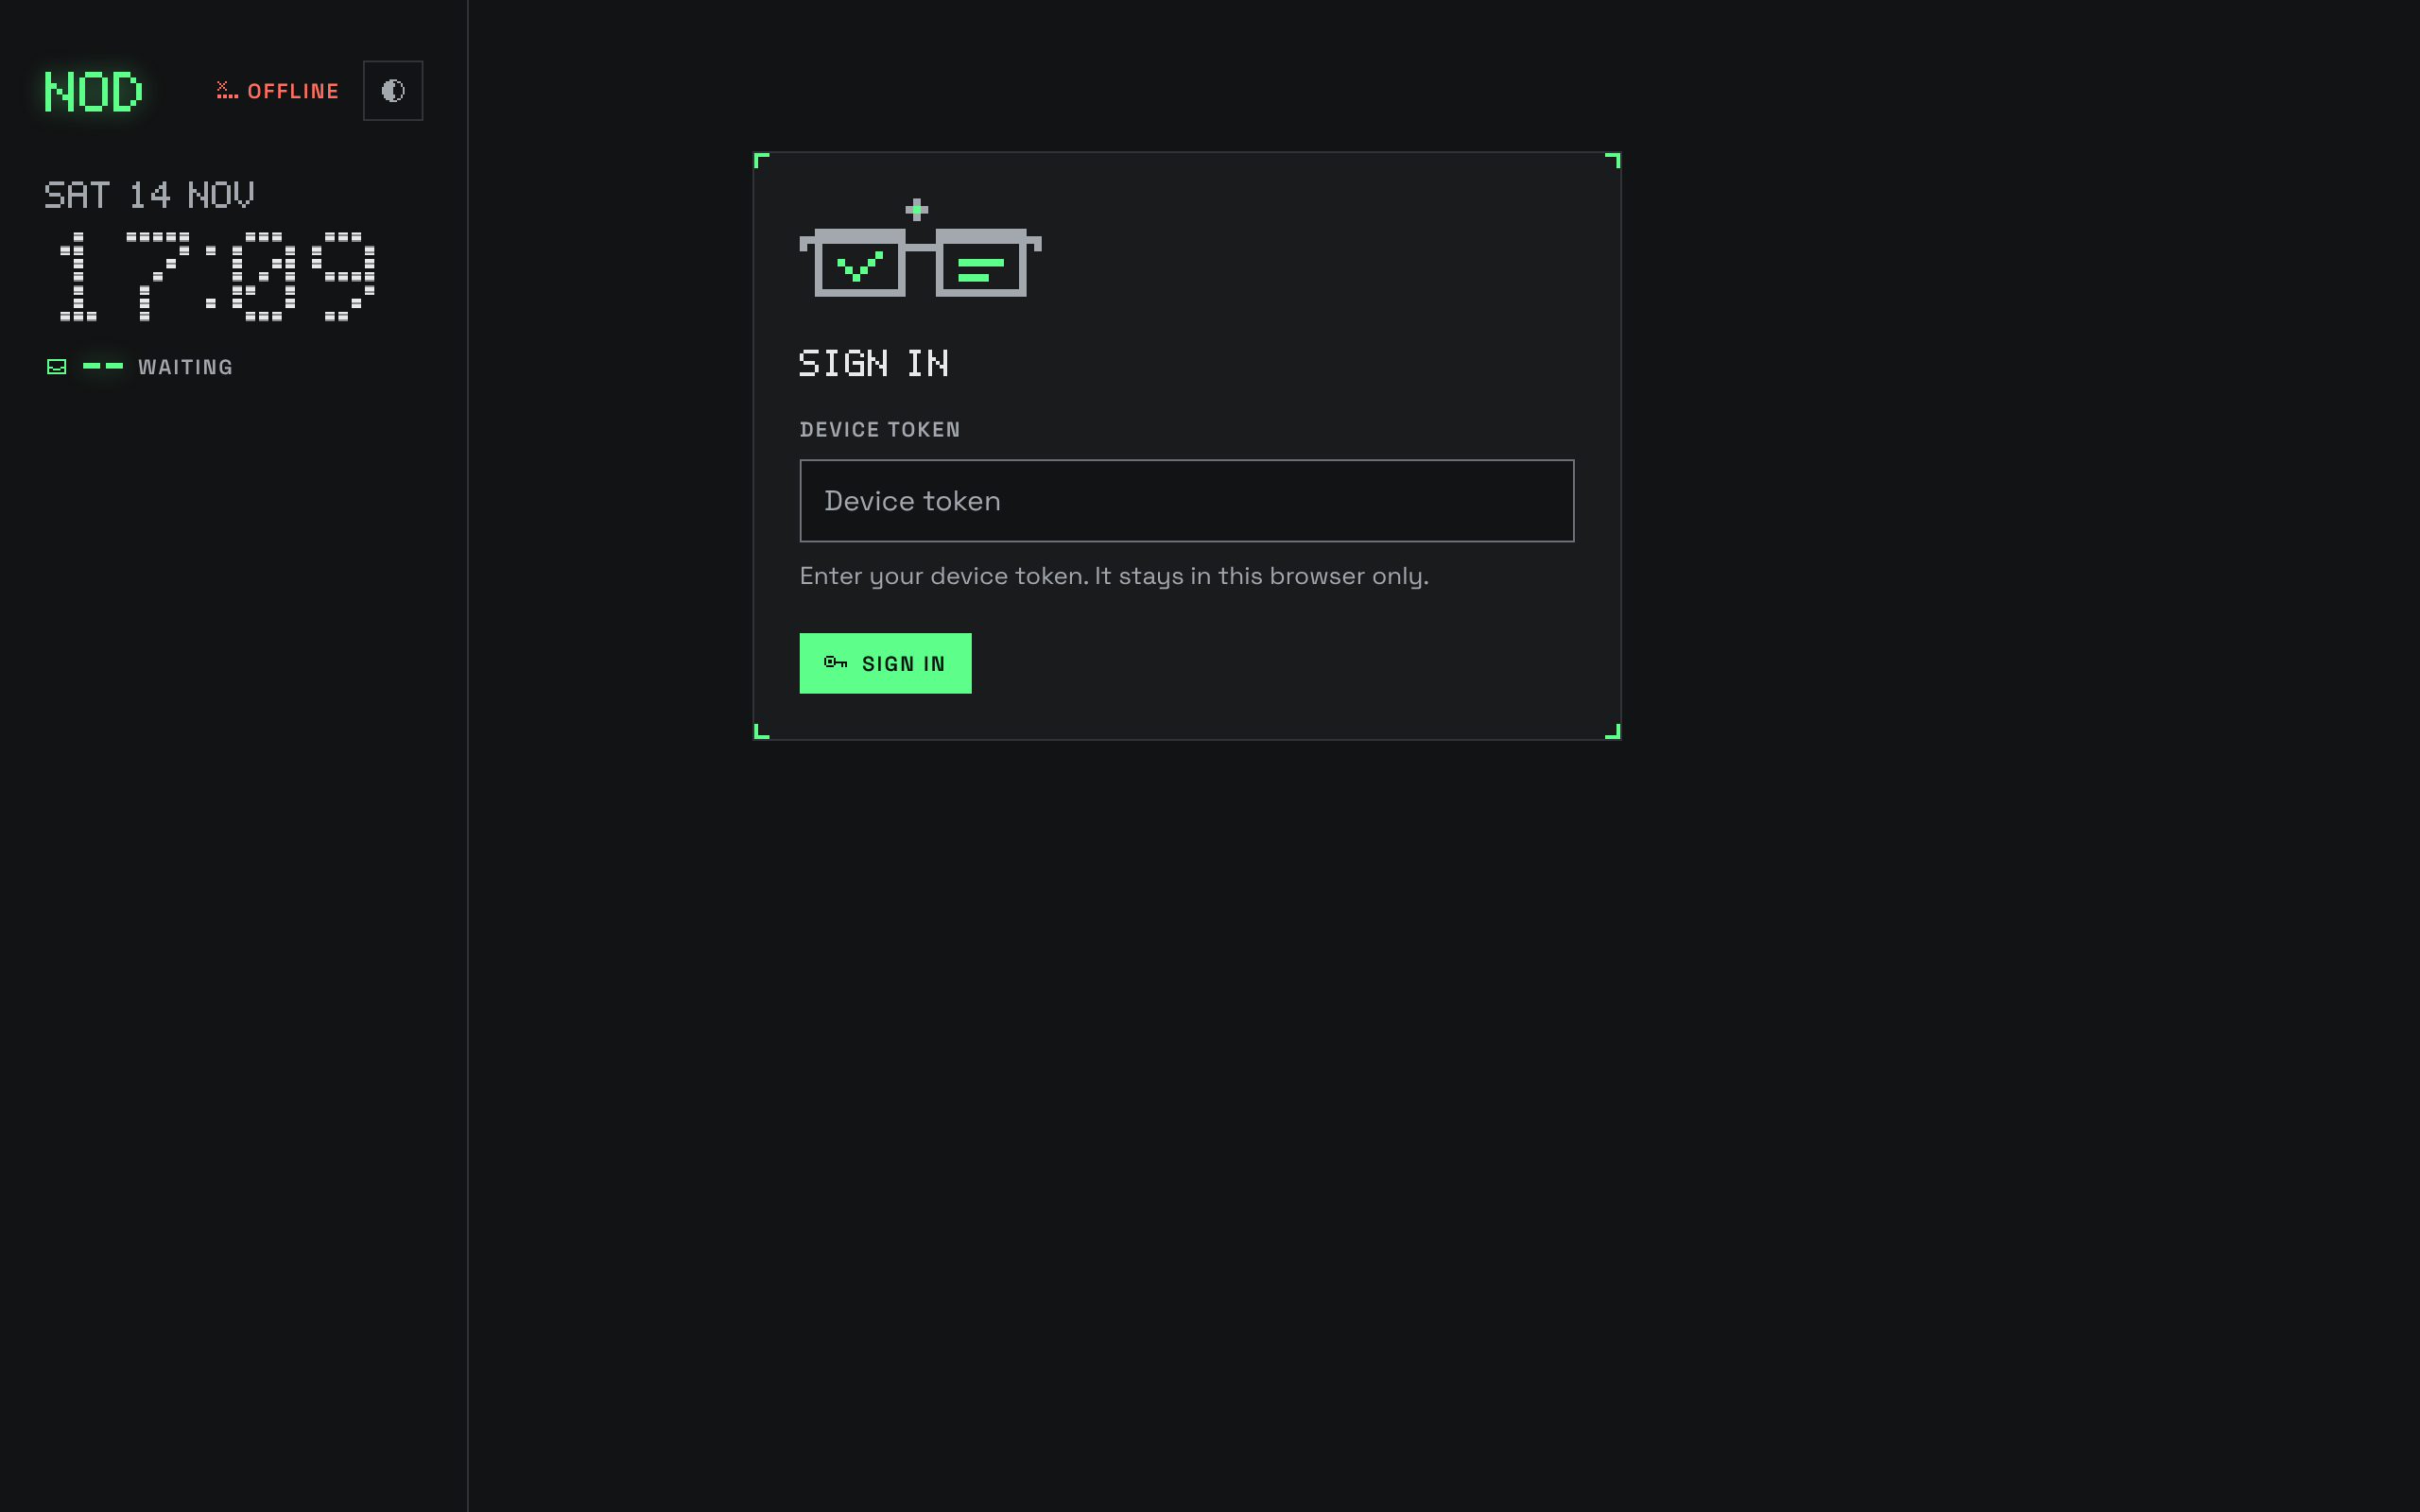 NOD
OFFLINE
SAT 14 NOV
17:09
-- WAITING
SIGN IN
DEVICE TOKEN
Device token
Enter your device token. It stays in this browser only.
SIGN IN